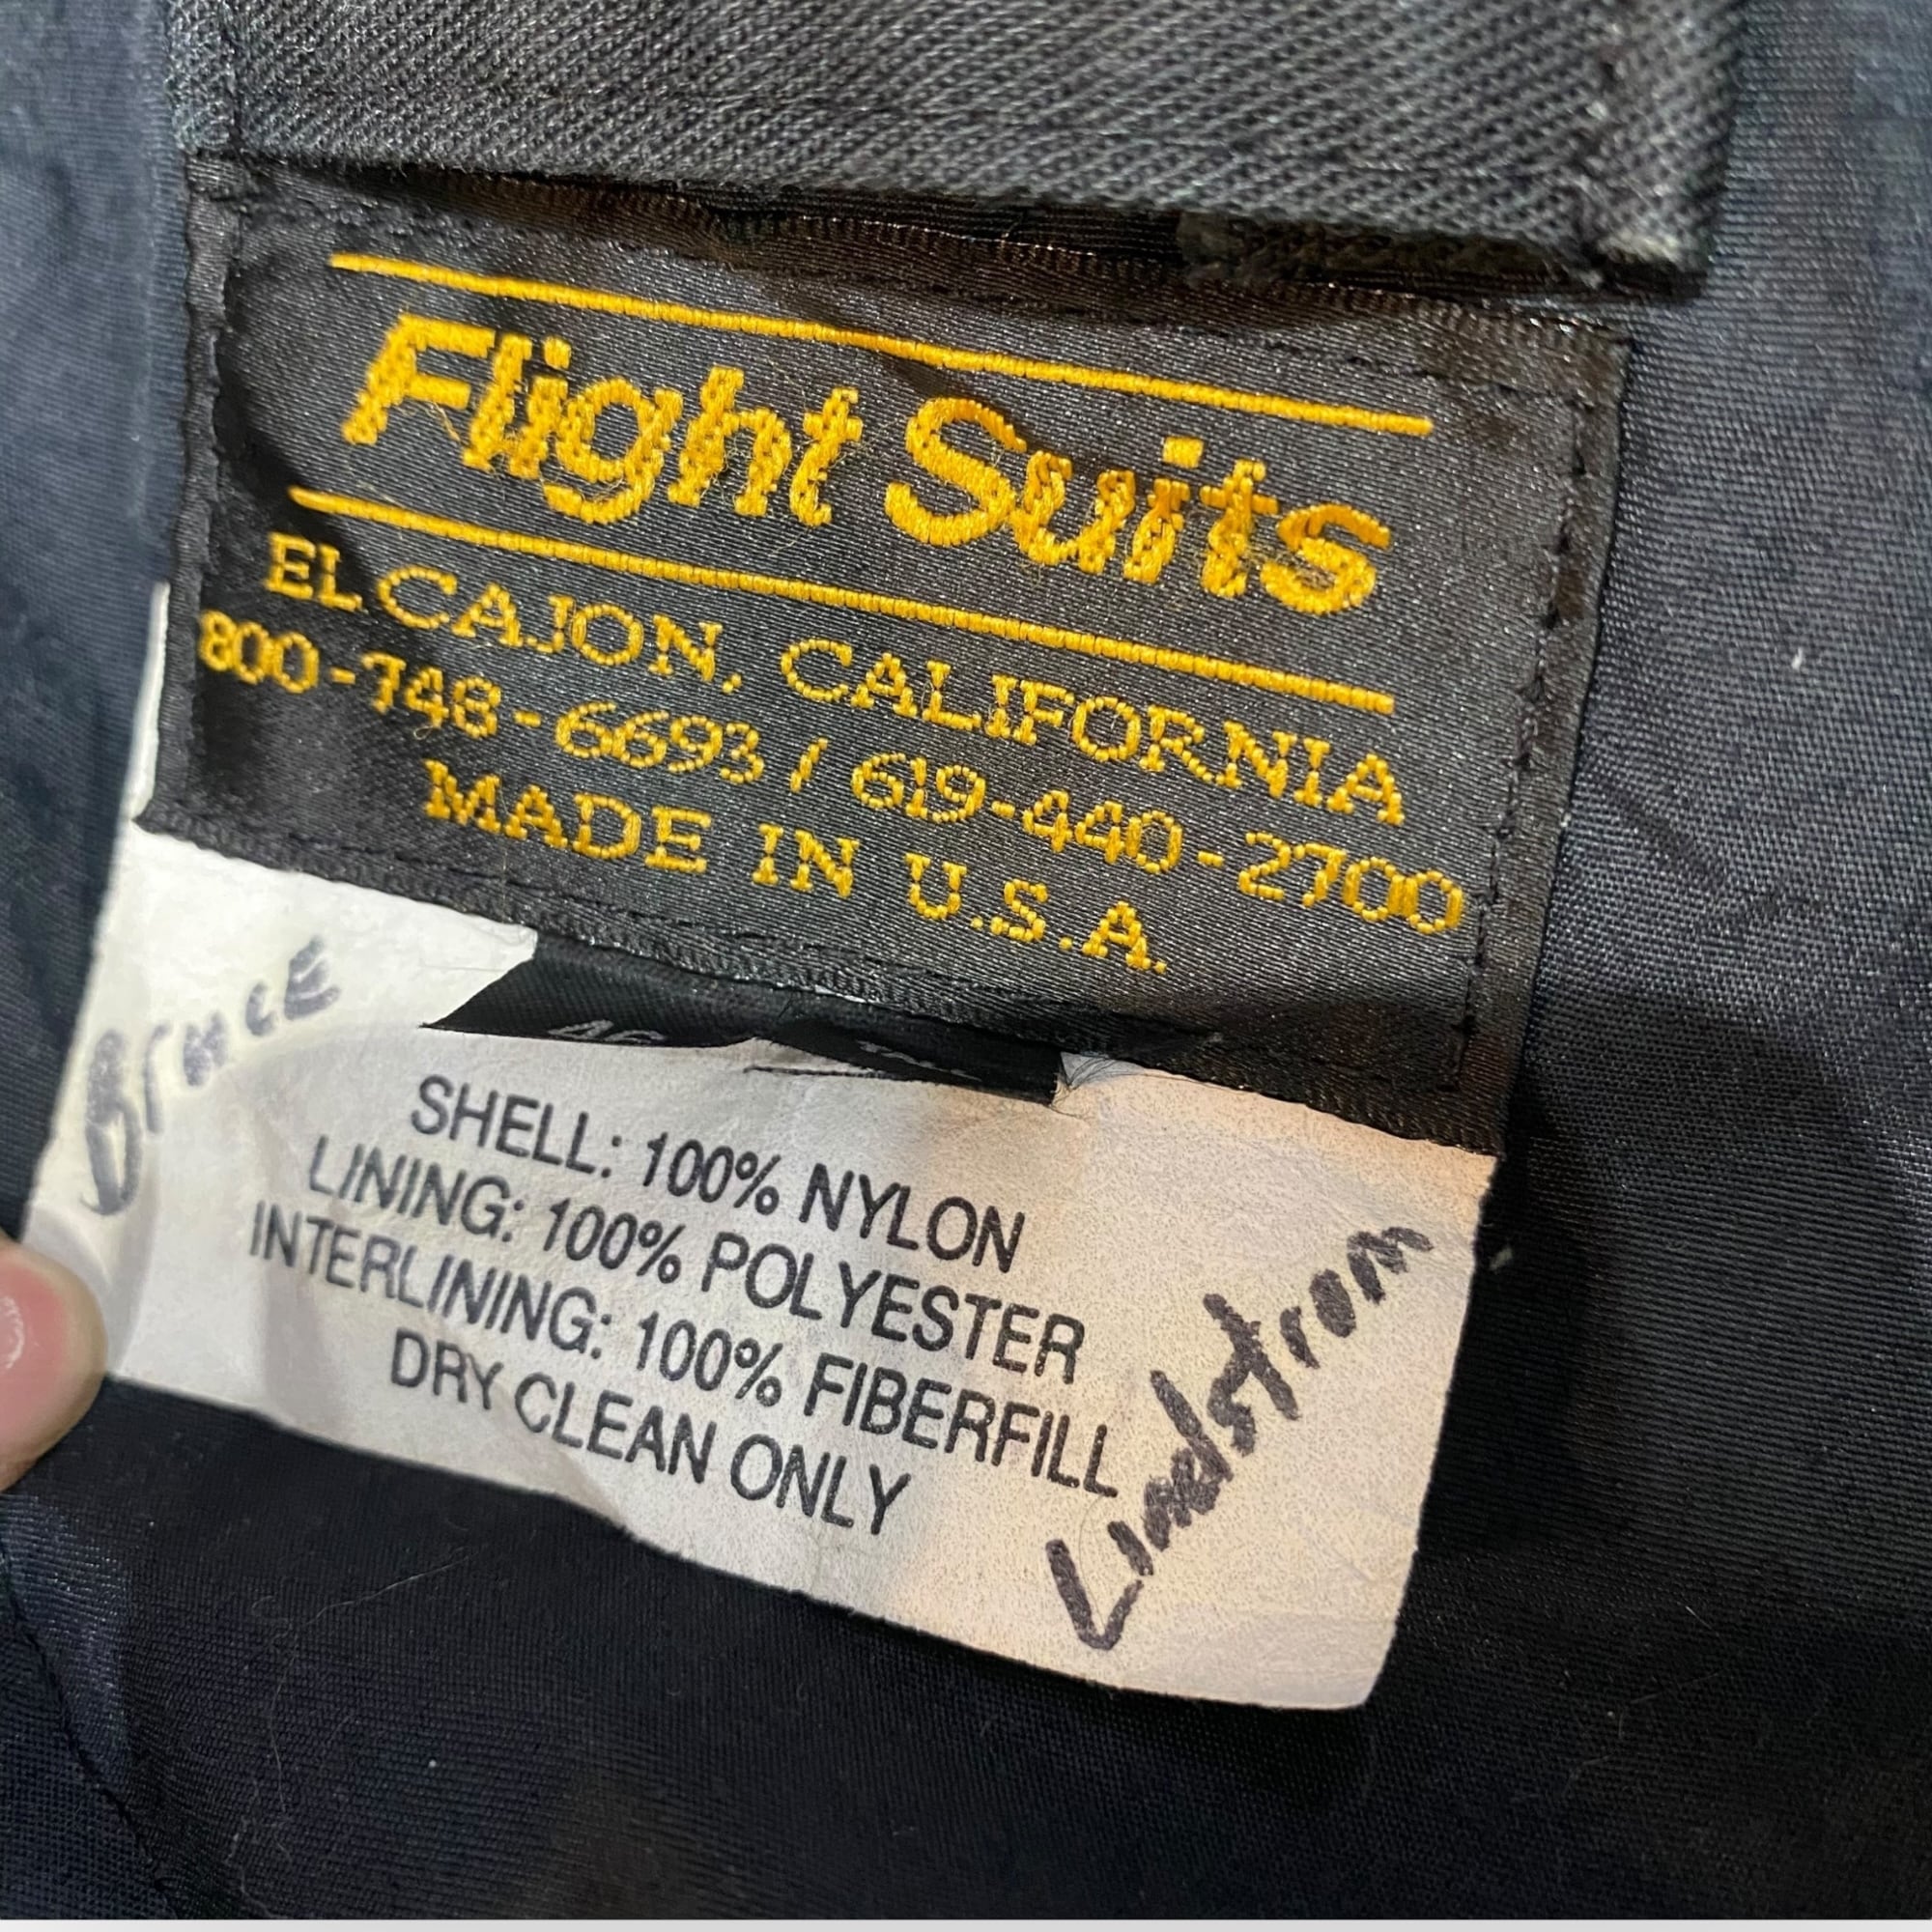 Flight Suits
EL CAJON, CALIFORNIA
800-748-6693 / 619-440-2700
MADE IN U.S.A.
Bruce
SHELL: 100% NYLON
LINING: 100% POLYESTER
INTERLINING: 100% FIBERFILL
DRY CLEAN ONLY
Lindstrom